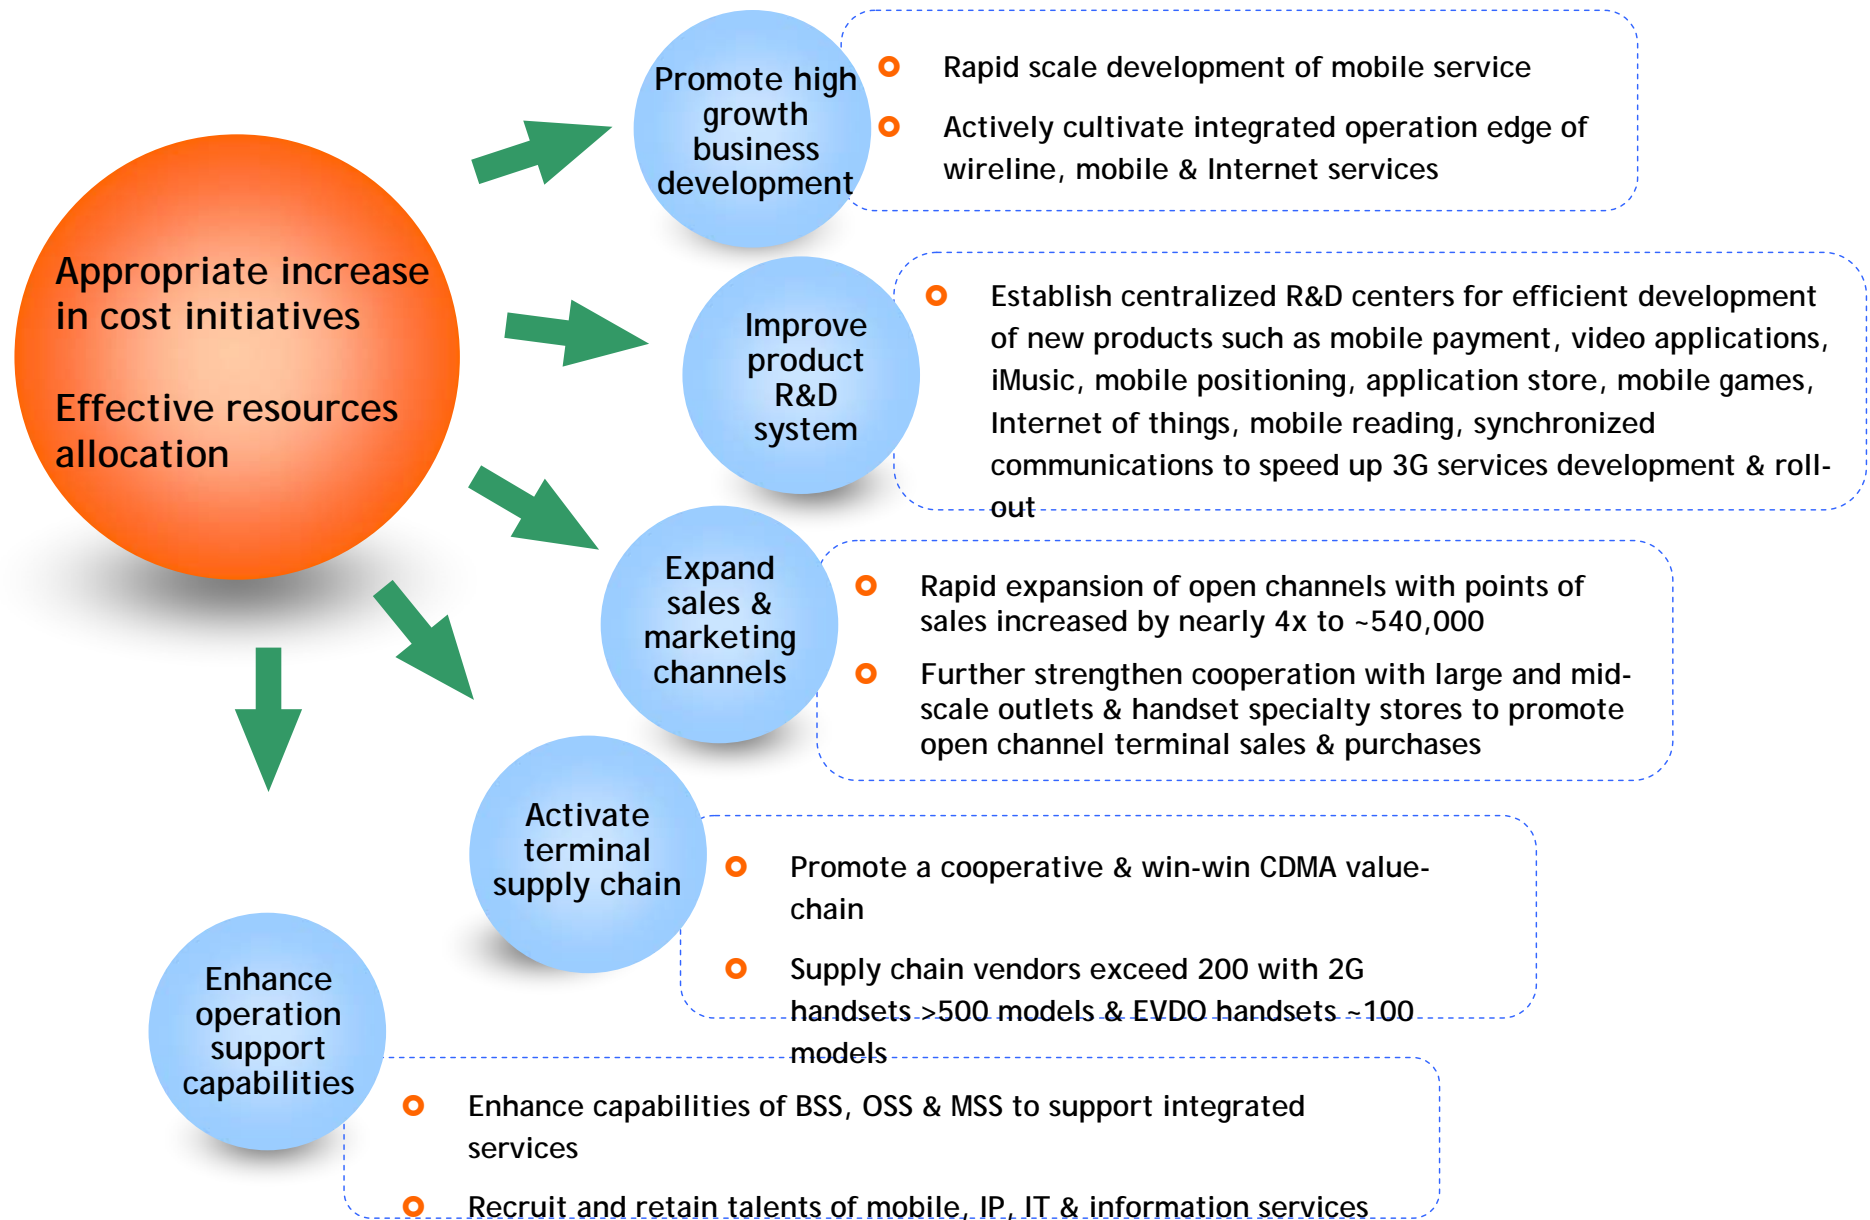 Appropriate increase
in cost initiatives
Effective resources
allocation
Promote high
growth
business
development
Rapid scale development of mobile service
Actively cultivate integrated operation edge of
wireline, mobile & Internet services
Improve
product
R&D
system
Establish centralized R&D centers for efficient development
of new products such as mobile payment, video applications,
iMusic, mobile positioning, application store, mobile games,
Internet of things, mobile reading, synchronized
communications to speed up 3G services development & roll-
out
Expand
sales &
marketing
channels
Rapid expansion of open channels with points of
sales increased by nearly 4x to ~540,000
Further strengthen cooperation with large and mid-
scale outlets & handset specialty stores to promote
open channel terminal sales & purchases
Activate
terminal
supply chain
Promote a cooperative & win-win CDMA value-
chain
Supply chain vendors exceed 200 with 2G
handsets >500 models & EVDO handsets ~100
models
Enhance
operation
support
capabilities
Enhance capabilities of BSS, OSS & MSS to support integrated
services
Recruit and retain talents of mobile, IP, IT & information services